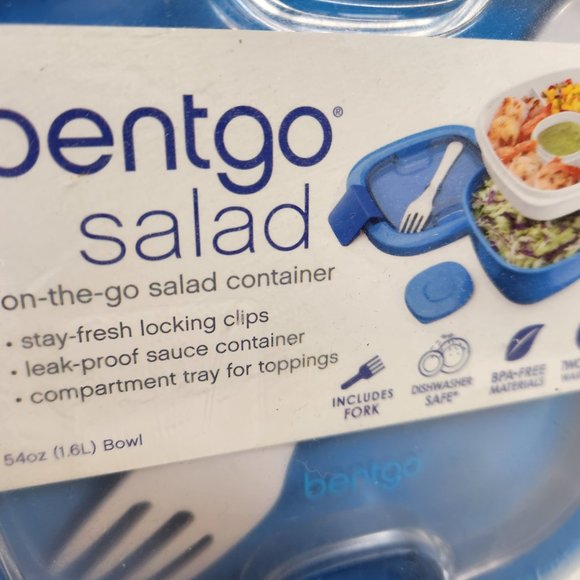 bentgo®
salad
on-the-go salad container
• stay-fresh locking clips
• leak-proof sauce container
• compartment tray for toppings
INCLUDES
FORK
DISHWASHER
SAFE*
BPA-FREE
MATERIALS
54oz (1.6L) Bowl
bentgo